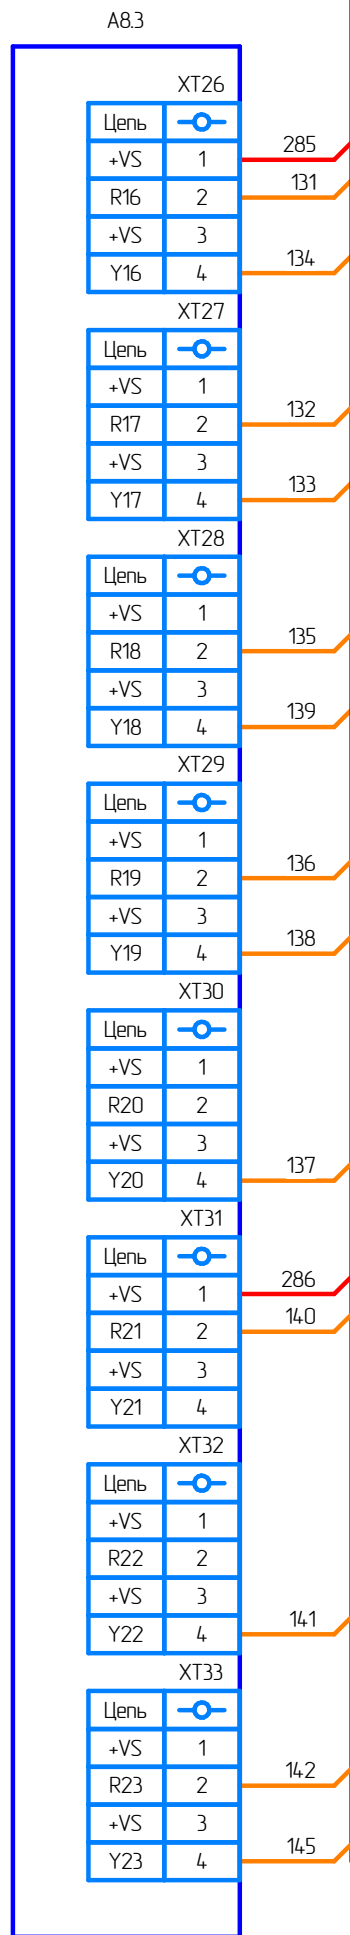 A8.3
XT26
Цепь
+VS 1 285
R16 2 131
+VS 3
Y16 4 134
XT27
Цепь
+VS 1
R17 2 132
+VS 3
Y17 4 133
XT28
Цепь
+VS 1
R18 2 135
+VS 3
Y18 4 139
XT29
Цепь
+VS 1
R19 2 136
+VS 3
Y19 4 138
XT30
Цепь
+VS 1
R20 2
+VS 3
Y20 4 137
XT31
Цепь
+VS 1 286
R21 2 140
+VS 3
Y21 4
XT32
Цепь
+VS 1
R22 2
+VS 3
Y22 4 141
XT33
Цепь
+VS 1
R23 2 142
+VS 3
Y23 4 145